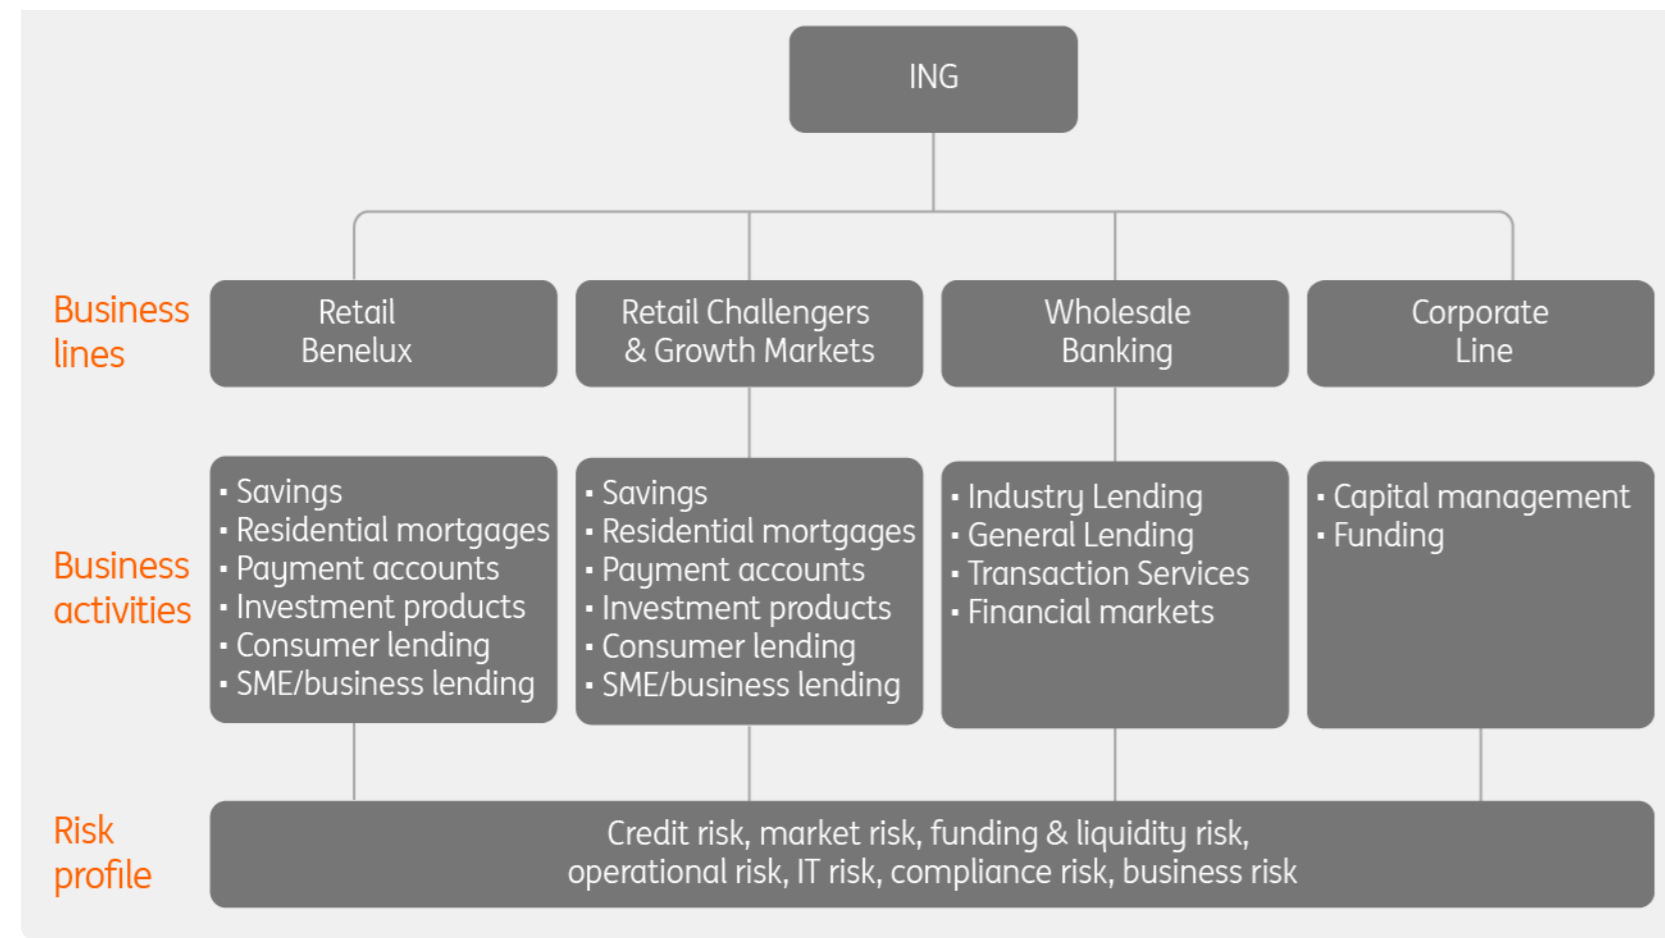 ING
Business
lines
Retail
Benelux
Retail Challengers
& Growth Markets
Wholesale
Banking
Corporate
Line
Business
activities
▪ Savings
▪ Residential mortgages
▪ Payment accounts
▪ Investment products
▪ Consumer lending
▪ SME/business lending
▪ Savings
▪ Residential mortgages
▪ Payment accounts
▪ Investment products
▪ Consumer lending
▪ SME/business lending
▪ Industry Lending
▪ General Lending
▪ Transaction Services
▪ Financial markets
▪ Capital management
▪ Funding
Risk
profile
Credit risk, market risk, funding & liquidity risk,
operational risk, IT risk, compliance risk, business risk